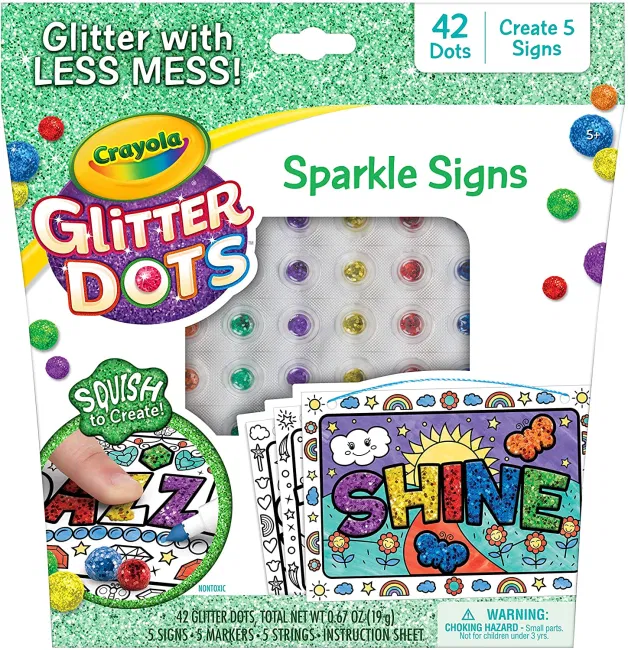 Glitter with
LESS MESS!
42
Dots
Create 5
Signs
5+
Crayola
GLITTER
DOTS™
Sparkle Signs
SQUISH
to Create!
AZZ
SHINE
NONTOXIC
42 GLITTER DOTS, TOTAL NET WT 0.67 OZ (19 g)
5 SIGNS • 5 MARKERS • 5 STRINGS • INSTRUCTION SHEET
WARNING:
CHOKING HAZARD - Small parts.
Not for children under 3 yrs.